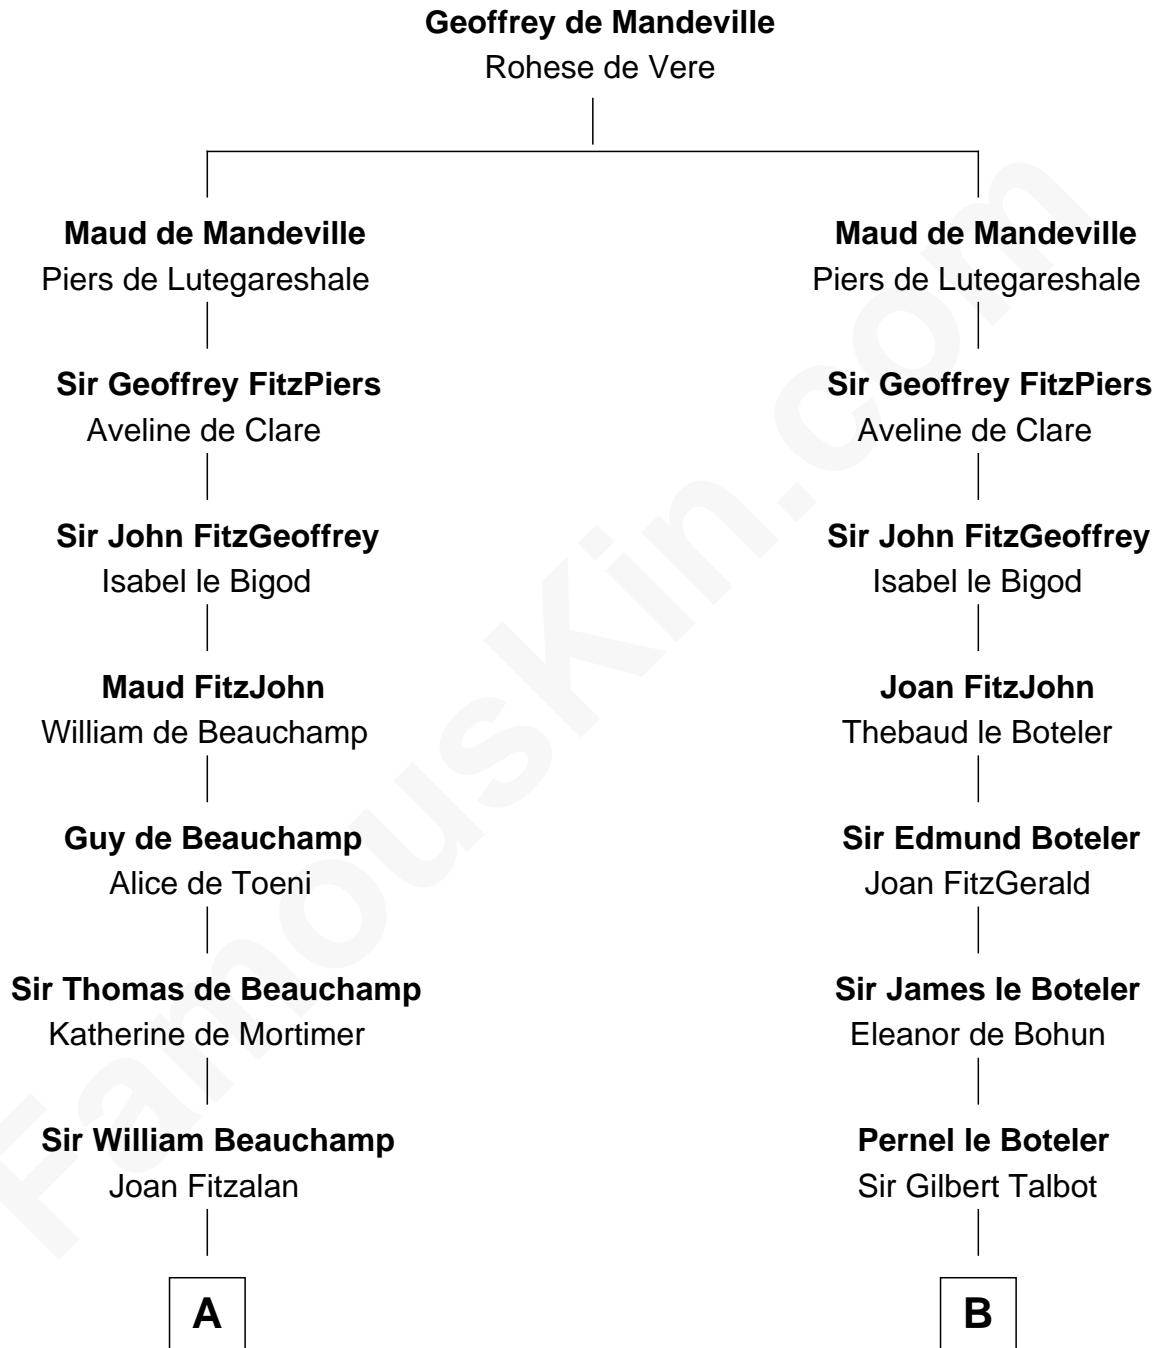 Geoffrey de Mandeville
Rohese de Vere
Maud de Mandeville
Piers de Lutegareshale
Sir Geoffrey FitzPiers
Aveline de Clare
Sir John FitzGeoffrey
Isabel le Bigod
Maud FitzJohn
William de Beauchamp
Guy de Beauchamp
Alice de Toeni
Sir Thomas de Beauchamp
Katherine de Mortimer
Sir William Beauchamp
Joan Fitzalan
A
Maud de Mandeville
Piers de Lutegareshale
Sir Geoffrey FitzPiers
Aveline de Clare
Sir John FitzGeoffrey
Isabel le Bigod
Joan FitzJohn
Thebaud le Boteler
Sir Edmund Boteler
Joan FitzGerald
Sir James le Boteler
Eleanor de Bohun
Pernel le Boteler
Sir Gilbert Talbot
B
FamousKin.com